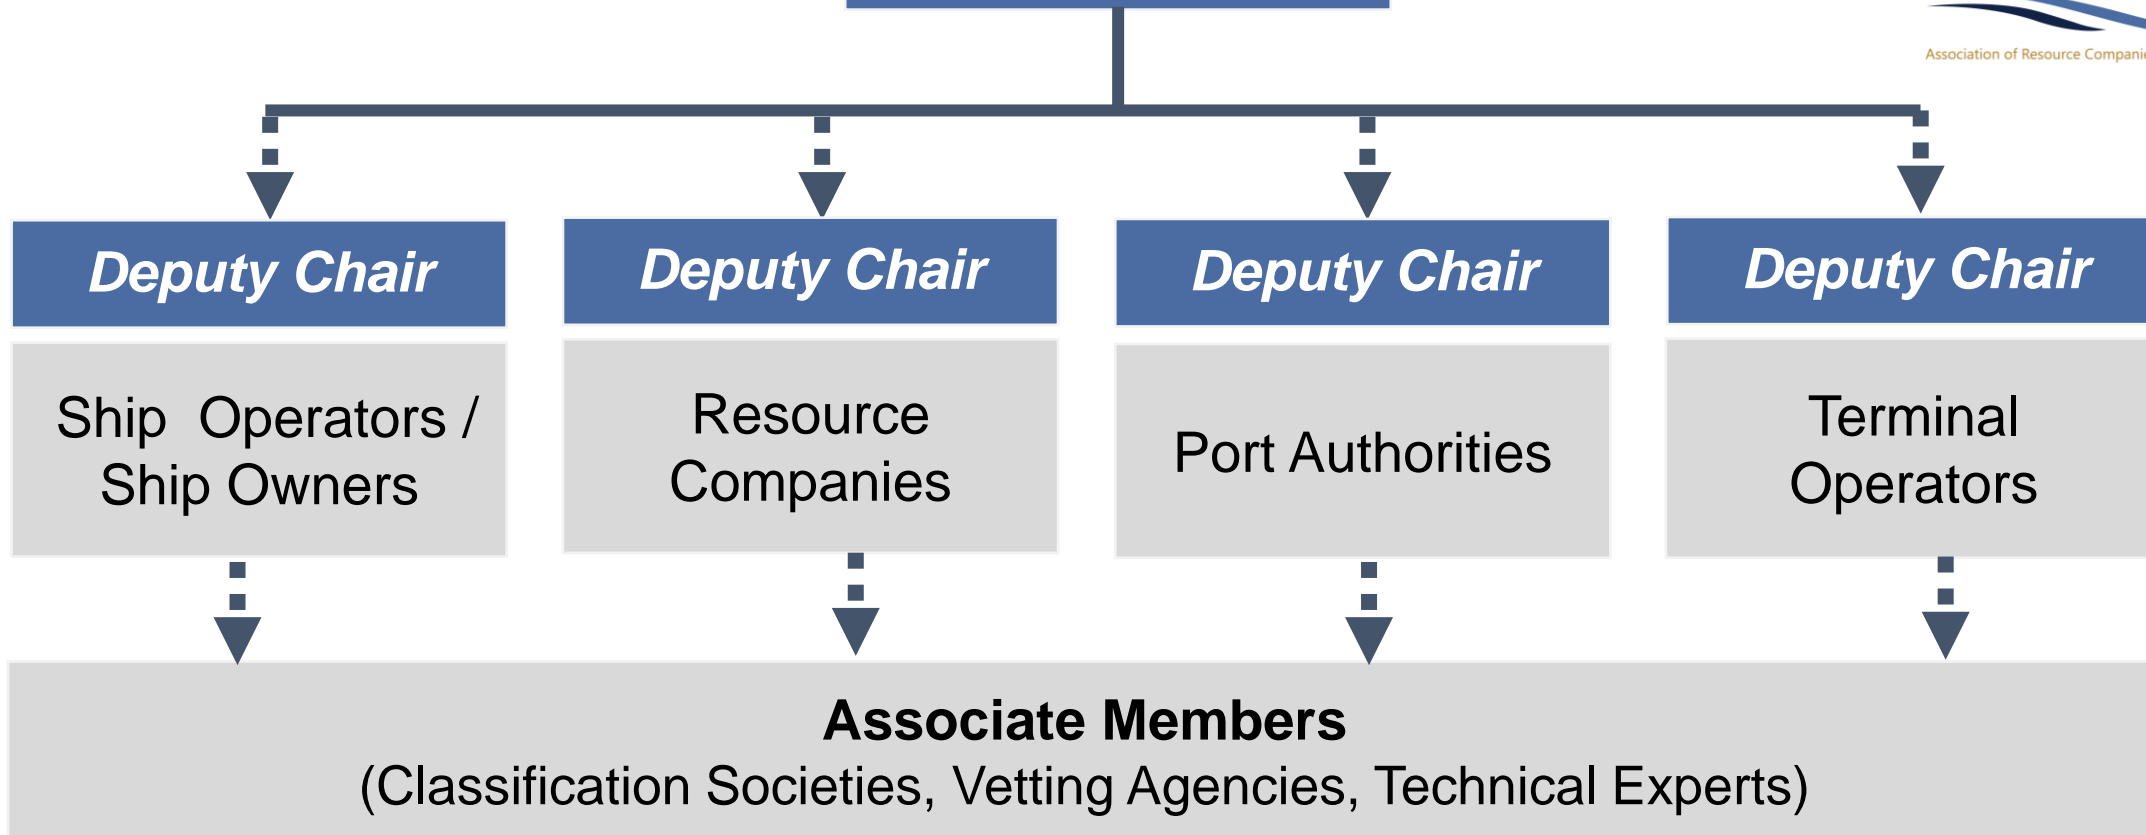 Association of Resource
Deputy Chair
Deputy Chair
Deputy Chair
Deputy Chair
Ship Operators /
Ship Owners
Resource
Companies
Port Authorities
Terminal
Operators
Associate Members
(Classification Societies, Vetting Agencies, Technical Experts)